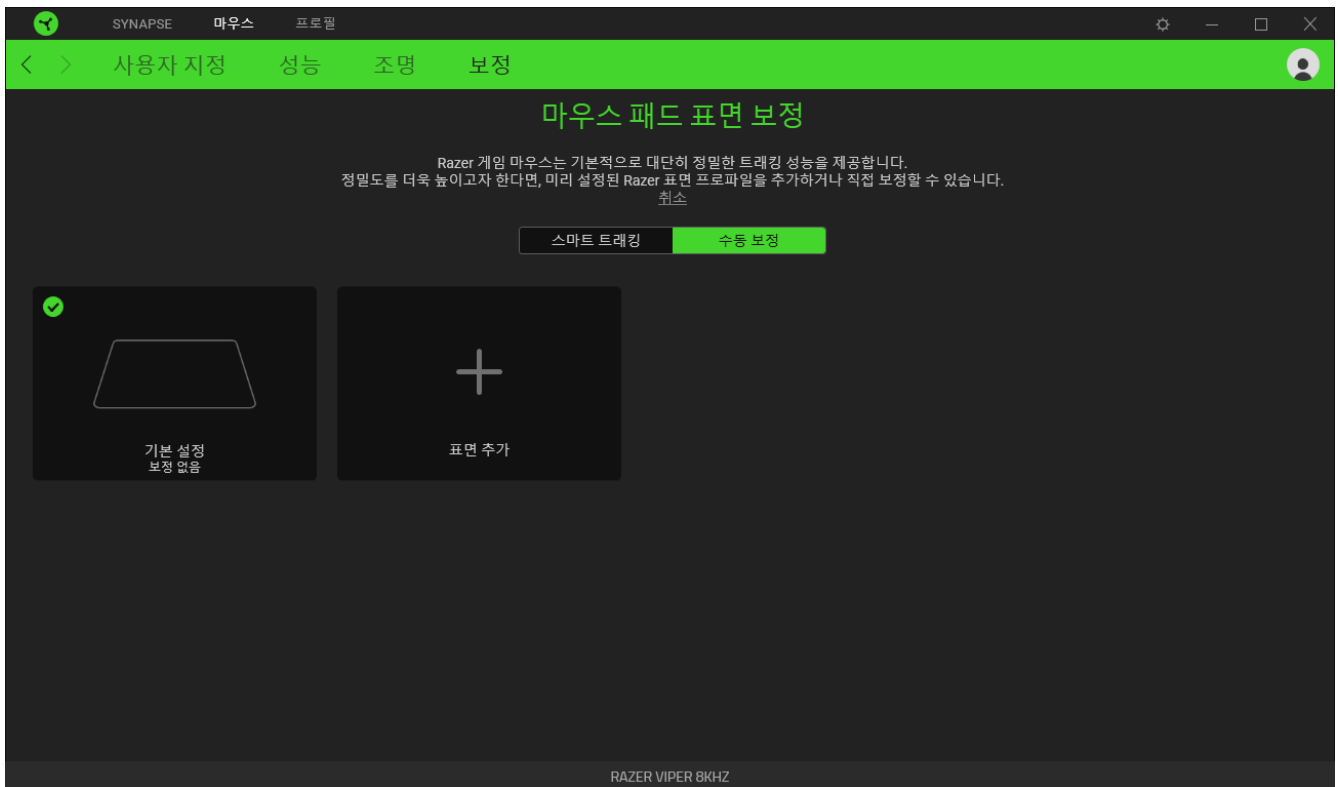 SYNAPSE 마우스 프로필
사용자 지정 성능 조명 보정
마우스 패드 표면 보정
Razer 게임 마우스는 기본적으로 대단히 정밀한 트래킹 성능을 제공합니다.
정밀도를 더욱 높이고자 한다면, 미리 설정된 Razer 표면 프로파일을 추가하거나 직접 보정할 수 있습니다.
취소
스마트 트래킹 수동 보정
기본 설정
보정 없음
표면 추가
RAZER VIPER 8KHZ